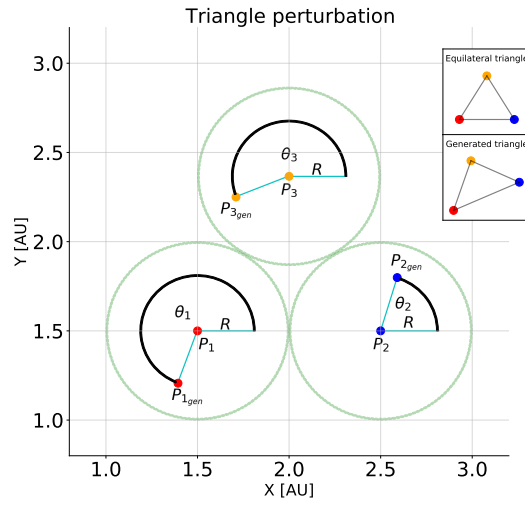 Triangle perturbation
Equilateral triangle
Generated triangle
Y [AU]
3.0
2.5
2.0
1.5
1.0
θ3
R
P3
P3gen
θ1
R
P1
P1gen
P2gen
θ2
R
P2
1.0 1.5 2.0 2.5 3.0
X [AU]